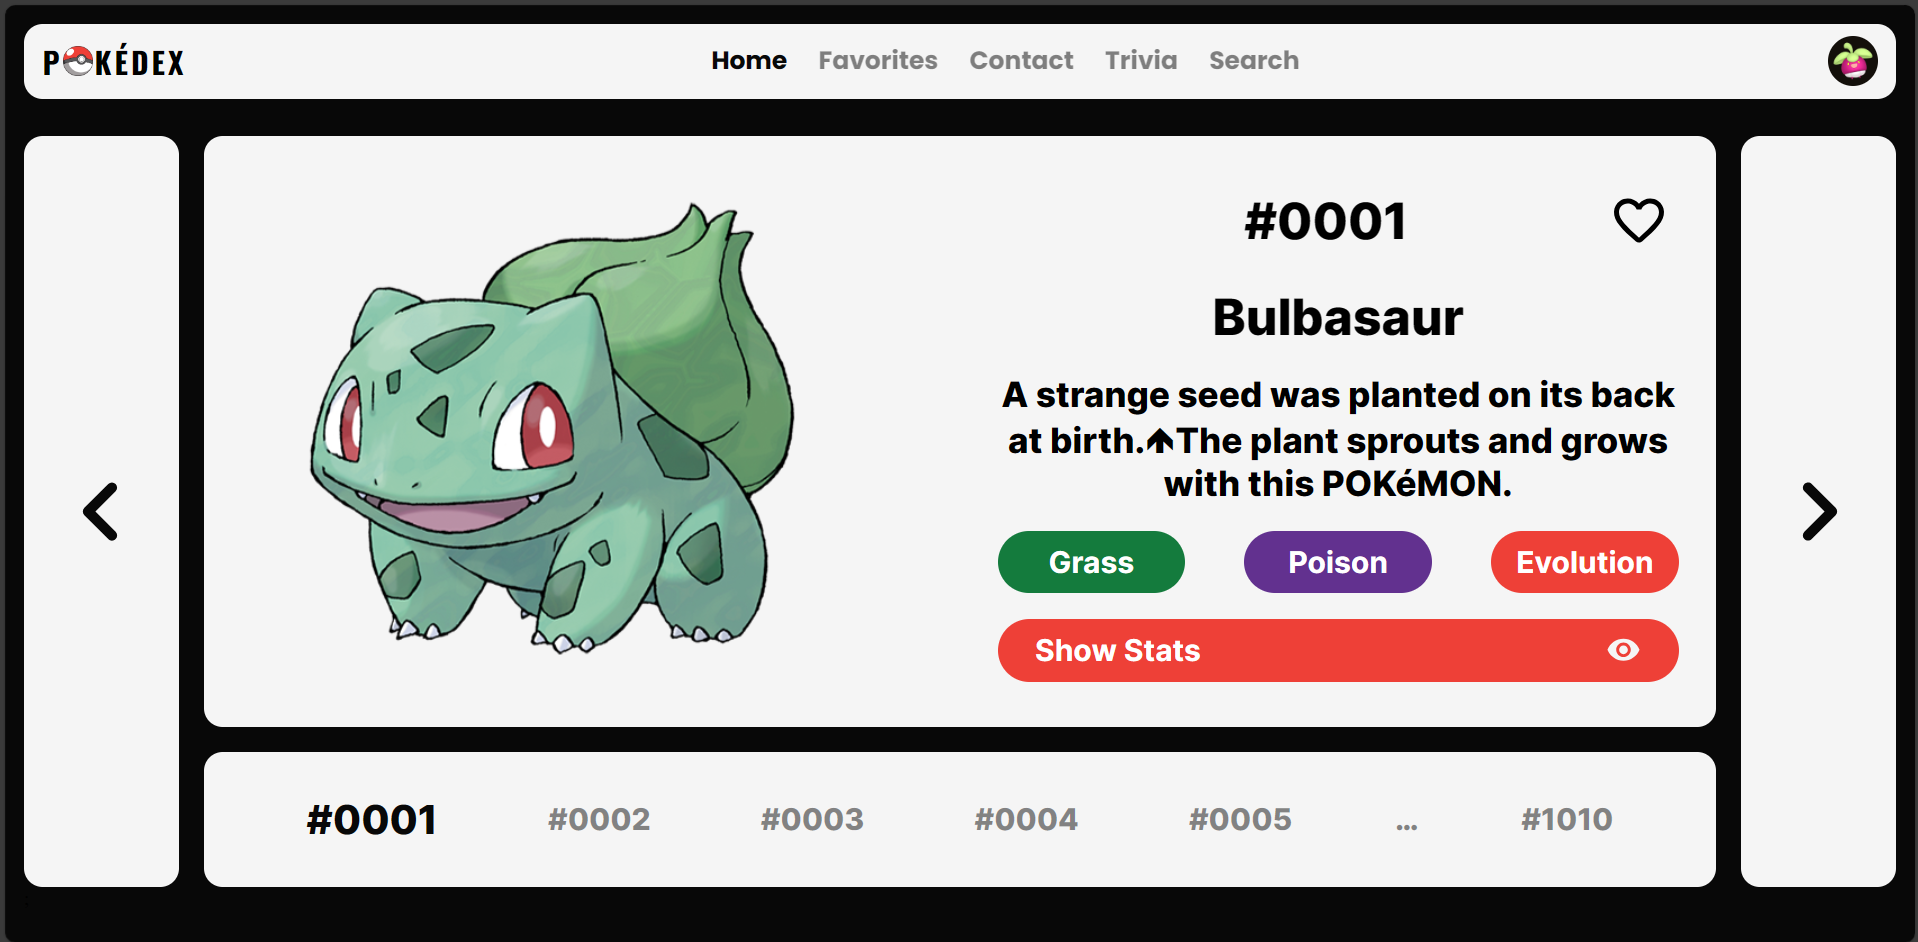 POKÉDEX
Home Favorites Contact Trivia Search
#0001
Bulbasaur
A strange seed was planted on its back
at birth.🡅The plant sprouts and grows
with this POKéMON.
Grass Poison Evolution
Show Stats
#0001 #0002 #0003 #0004 #0005 ... #1010